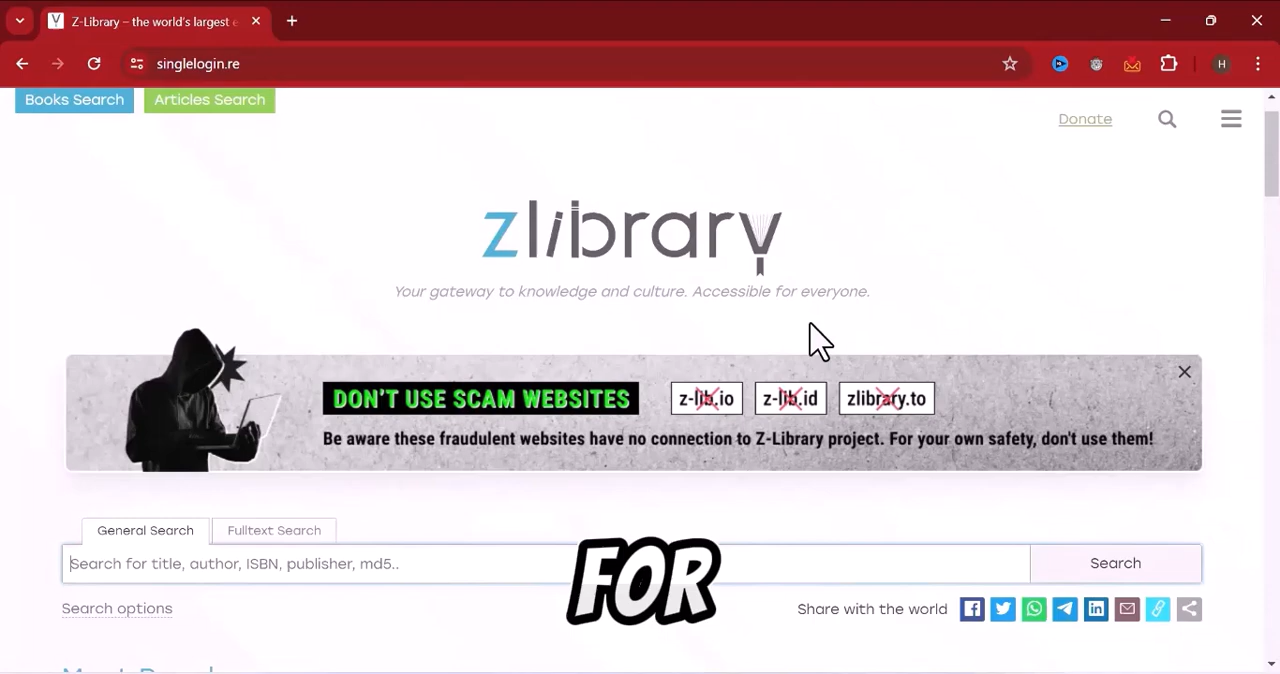 Z-Library – the world's largest e
singlelogin.re
H
Books Search
Articles Search
Donate
zlibrary
Your gateway to knowledge and culture. Accessible for everyone.
DON'T USE SCAM WEBSITES
z-lib.io
z-lib.id
zlibrary.to
Be aware these fraudulent websites have no connection to Z-Library project. For your own safety, don't use them!
General Search
Fulltext Search
Search for title, author, ISBN, publisher, md5..
Search
FOR
Search options
Share with the world